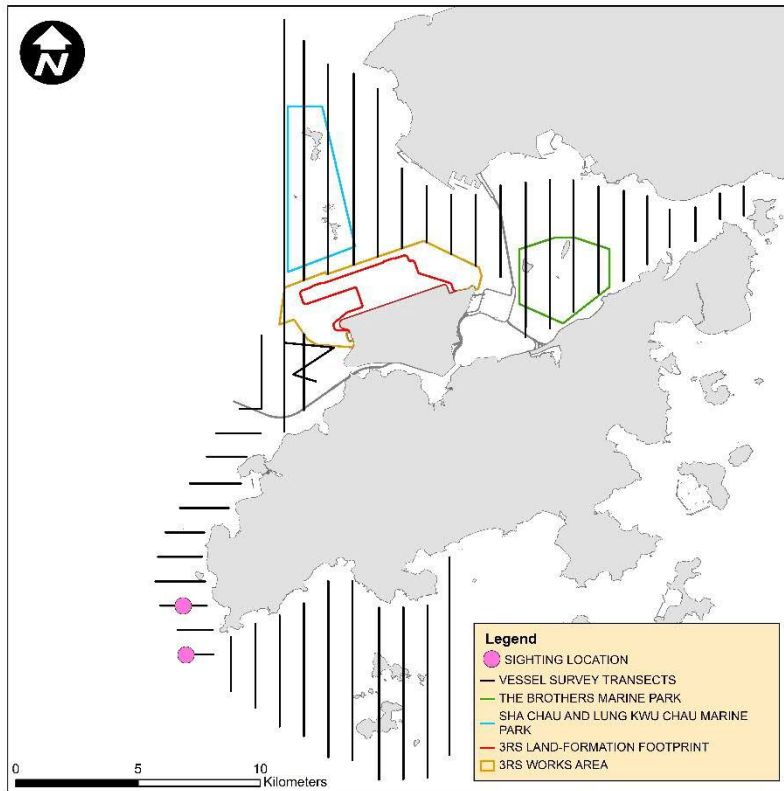 N
Legend
SIGHTING LOCATION
VESSEL SURVEY TRANSECTS
THE BROTHERS MARINE PARK
SHA CHAU AND LUNG KWU CHAU MARINE
PARK
3RS LAND-FORMATION FOOTPRINT
3RS WORKS AREA
0 5 10
Kilometers